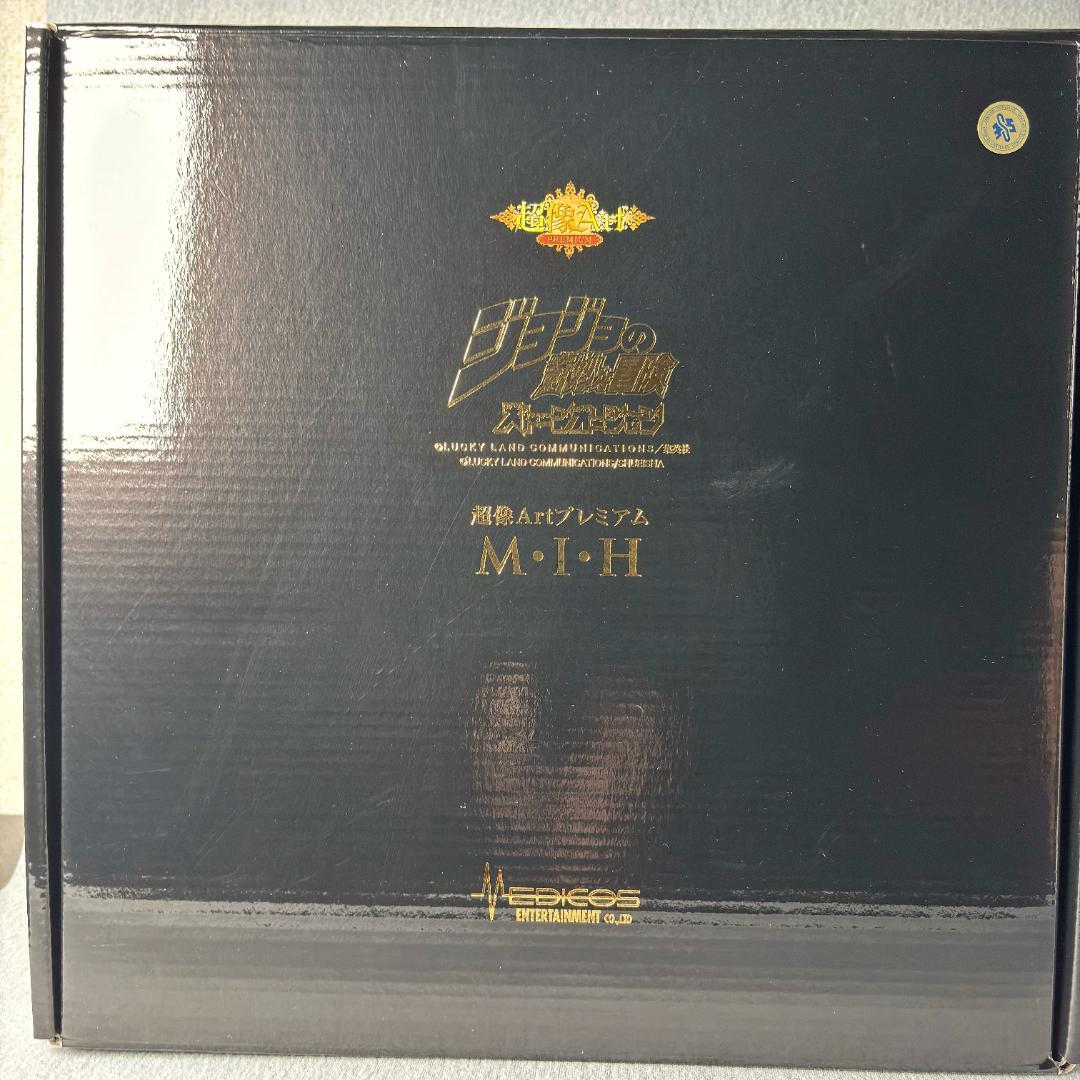 超像Art
PREMIUM
ジョジョの
奇妙な冒険
ストーンオーシャン
©LUCKY LAND COMMUNICATIONS/集英社
©LUCKY LAND COMMUNICATIONS/SHUEISHA
超像Artプレミアム
M・I・H
MEDICOS
ENTERTAINMENT CO.,LTD